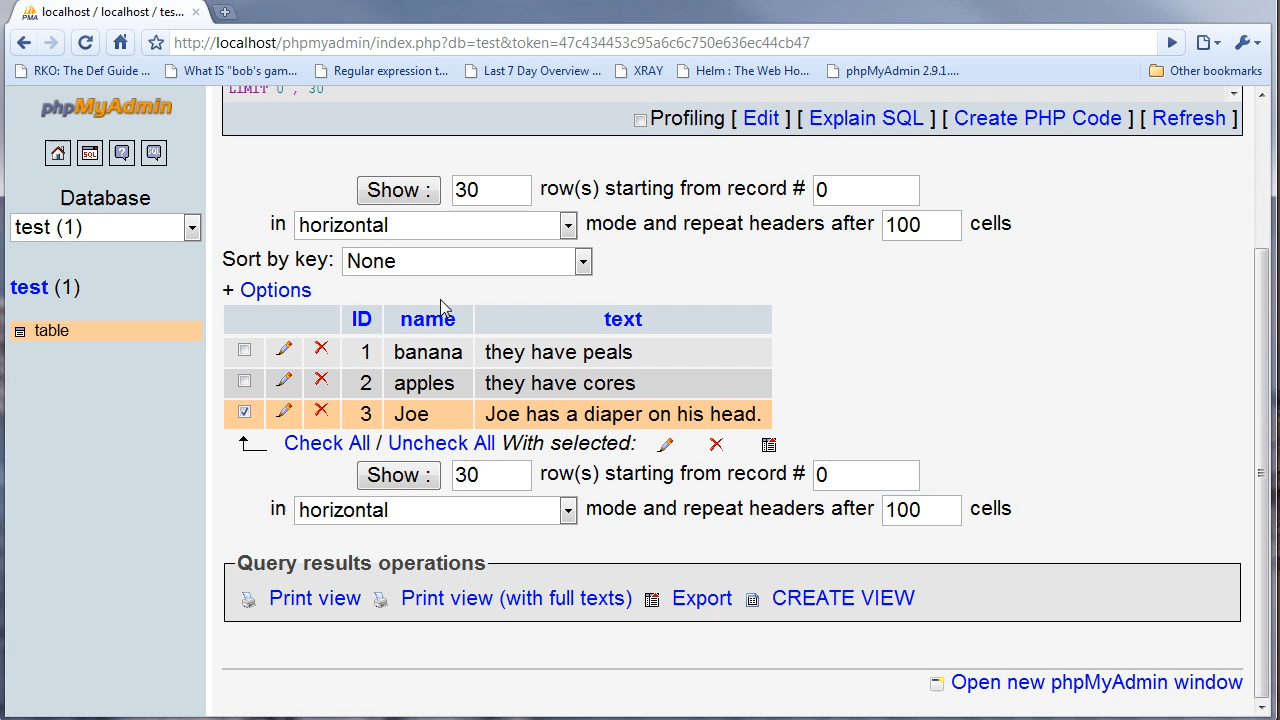 localhost / localhost / tes...
http://localhost/phpmyadmin/index.php?db=test&token=47c434453c95a6c6c750e636ec44cb47
RKO: The Def Guide ... What IS "bob's gam... Regular expression t... Last 7 Day Overview ... XRAY Helm : The Web Ho... phpMyAdmin 2.9.1.... Other bookmarks
phpMyAdmin
SQL
Database
test (1)
test (1)
table
LIMIT 0 , 30
Profiling [ Edit ] [ Explain SQL ] [ Create PHP Code ] [ Refresh ]
Show : 30 row(s) starting from record # 0
in horizontal mode and repeat headers after 100 cells
Sort by key: None
+ Options
ID name text
1 banana they have peals
2 apples they have cores
3 Joe Joe has a diaper on his head.
Check All / Uncheck All With selected:
Show : 30 row(s) starting from record # 0
in horizontal mode and repeat headers after 100 cells
Query results operations
Print view Print view (with full texts) Export CREATE VIEW
Open new phpMyAdmin window